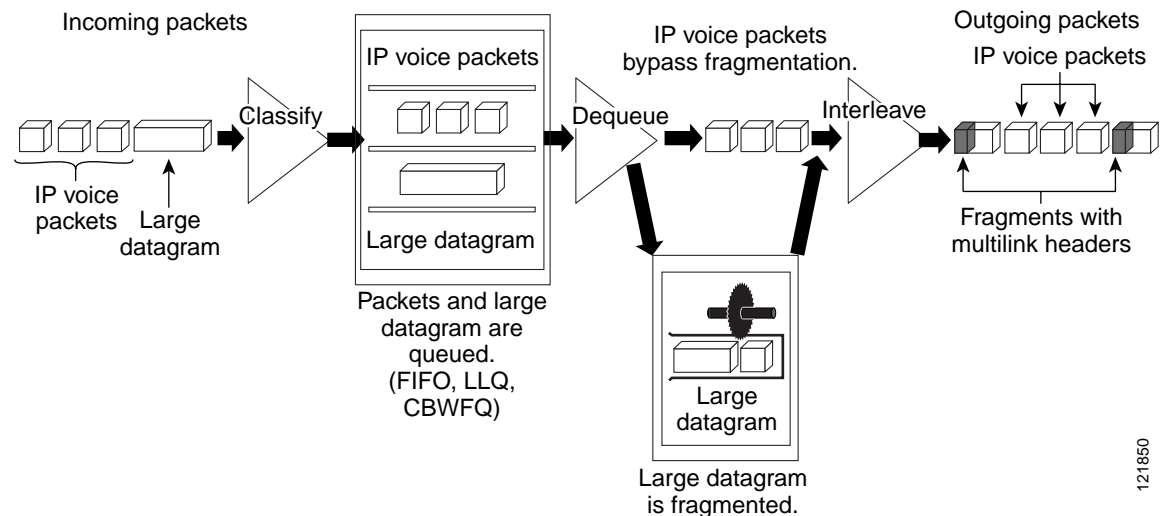 Incoming packets
IP voice packets
Large datagram
Classify
IP voice packets
Large datagram
Packets and large
datagram are
queued.
(FIFO, LLQ,
CBWFQ)
Dequeue
IP voice packets
bypass fragmentation.
Large
datagram
Large datagram
is fragmented.
Interleave
Outgoing packets
IP voice packets
Fragments with
multilink headers
121850